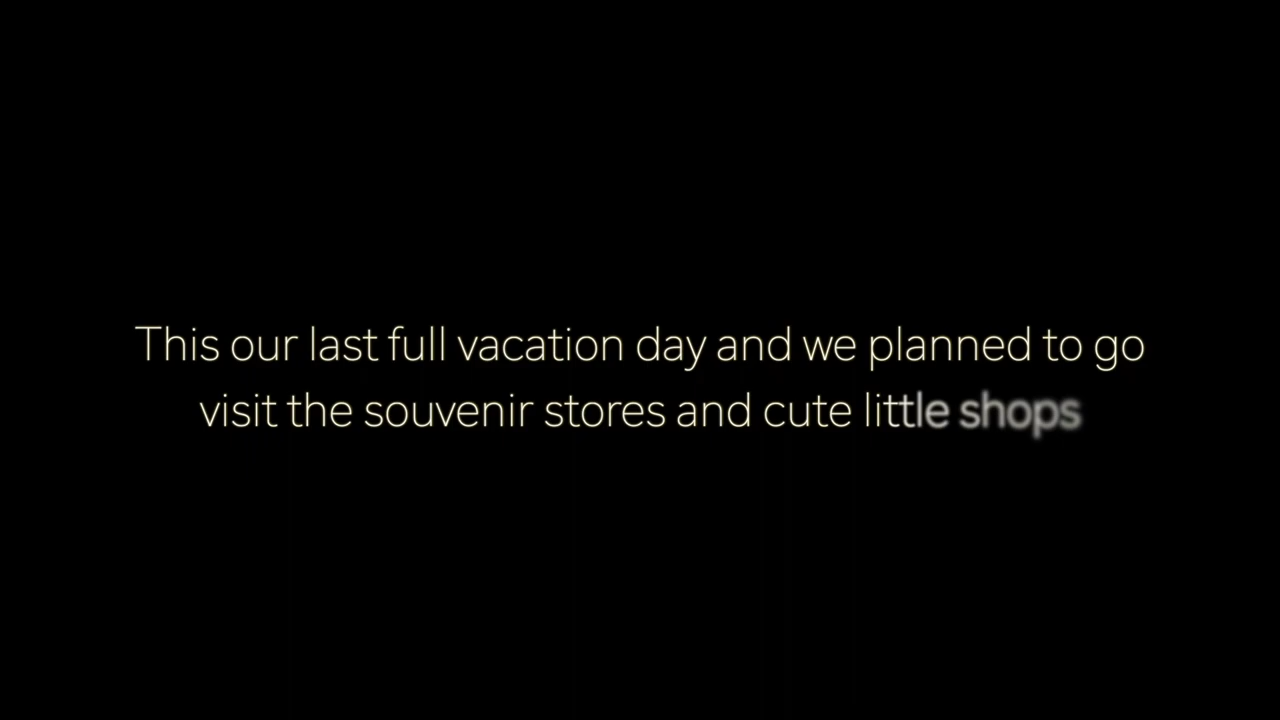 This our last full vacation day and we planned to go
visit the souvenir stores and cute little shops